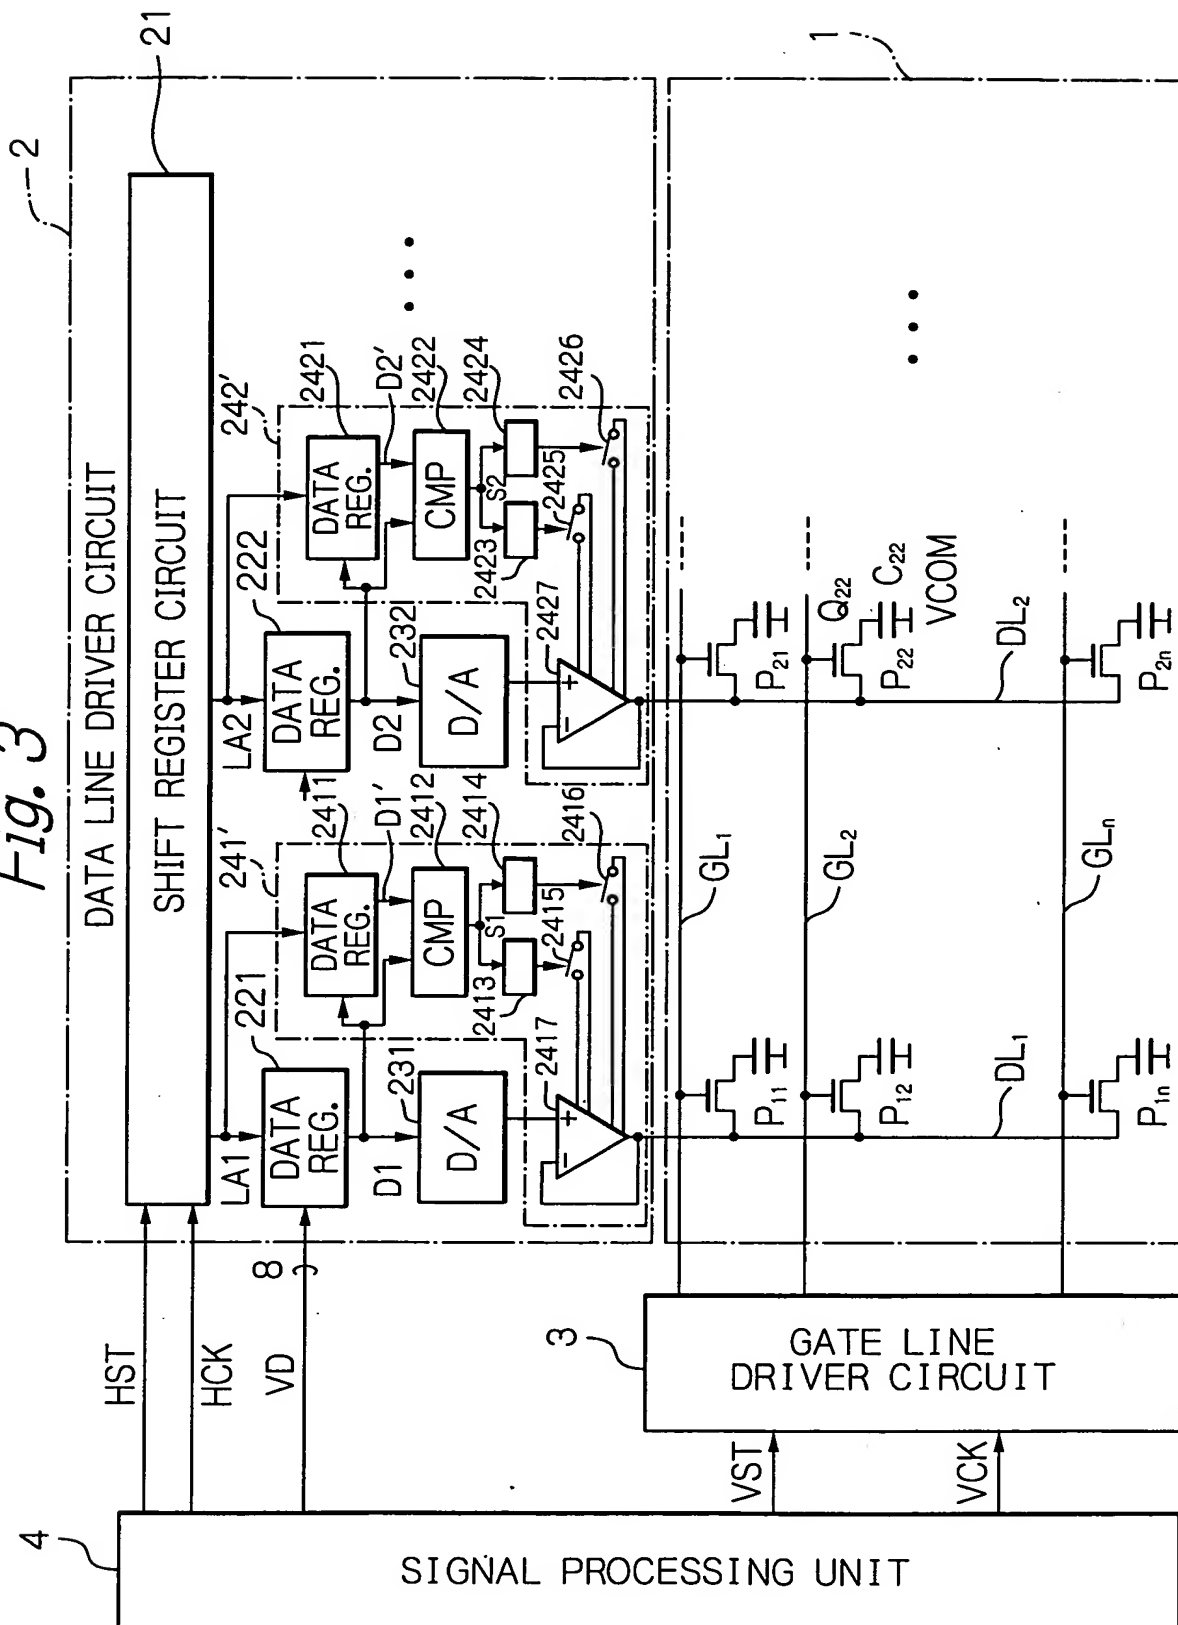 Fig. 3
2
21
DATA LINE DRIVER CIRCUIT
SHIFT REGISTER CIRCUIT
4
HST
HCK
VD
8
SIGNAL PROCESSING UNIT
LA1
221
DATA
REG.
D1
231
D/A
241'
2411
DATA
REG.
D1'
2412
CMP
S1
2413
2414
2415
2416
2417
LA2
222
DATA
REG.
D2
232
D/A
242'
2421
DATA
REG.
D2'
2422
CMP
S2
2423
2424
2425
2426
2427
1
3
GATE LINE
DRIVER CIRCUIT
VST
VCK
GL1
GL2
GLn
P11
P12
P1n
DL1
P21
P22
P2n
Q22
C22
VCOM
DL2